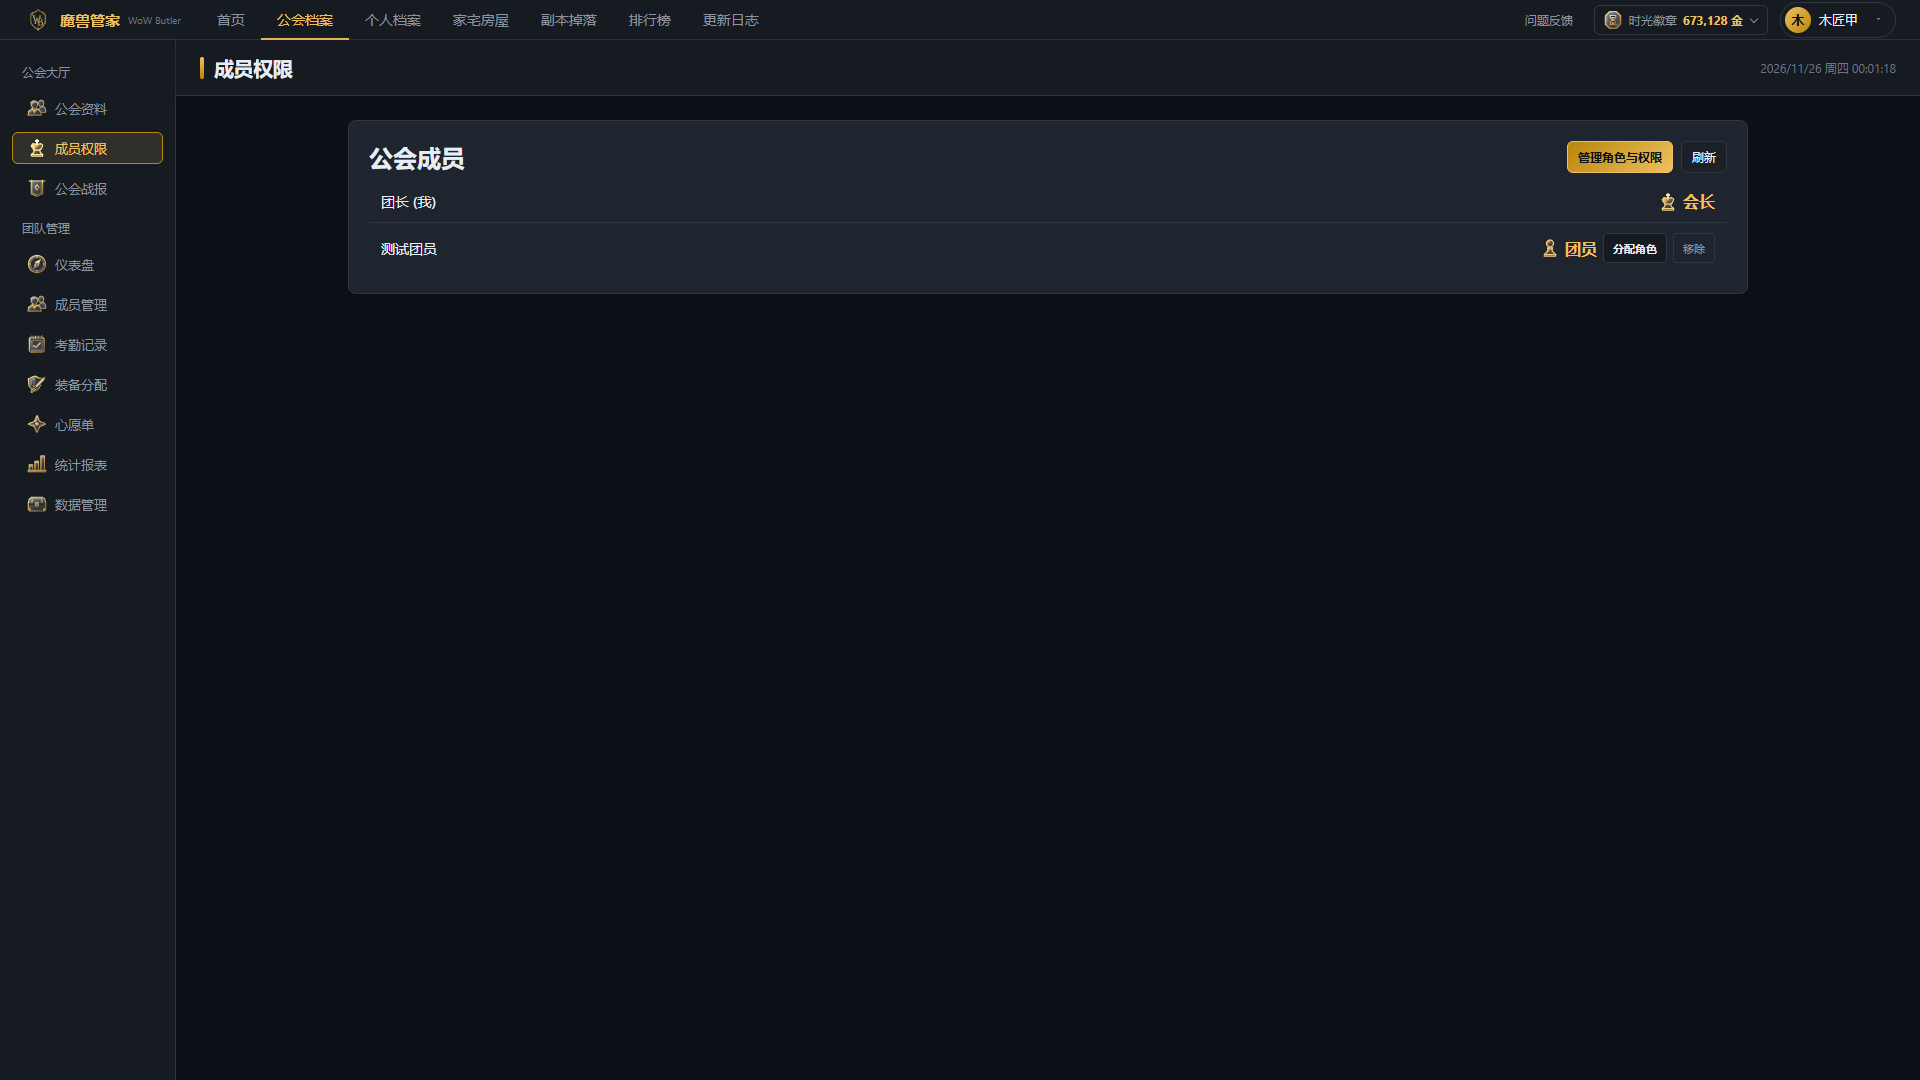 魔兽管家 WoW Butler 首页 公会档案 个人档案 家宅房屋 副本掉落 排行榜 更新日志 问题反馈 时光徽章 673,128 金 木 木匠甲
公会大厅
公会资料
成员权限
公会战报
团队管理
仪表盘
成员管理
考勤记录
装备分配
心愿单
统计报表
数据管理
成员权限 2026/11/26 周四 00:01:18
公会成员 管理角色与权限 刷新
团长 (我) 会长
测试团员 团员 分配角色 移除